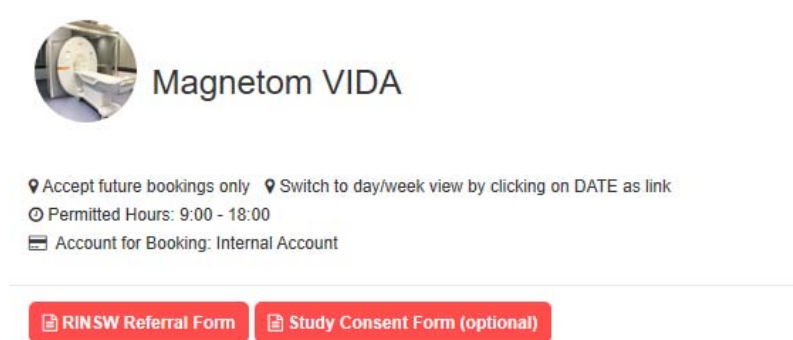 Magnetom VIDA
Accept future bookings only Switch to day/week view by clicking on DATE as link
Permitted Hours: 9:00 - 18:00
Account for Booking: Internal Account
RINSW Referral Form Study Consent Form (optional)